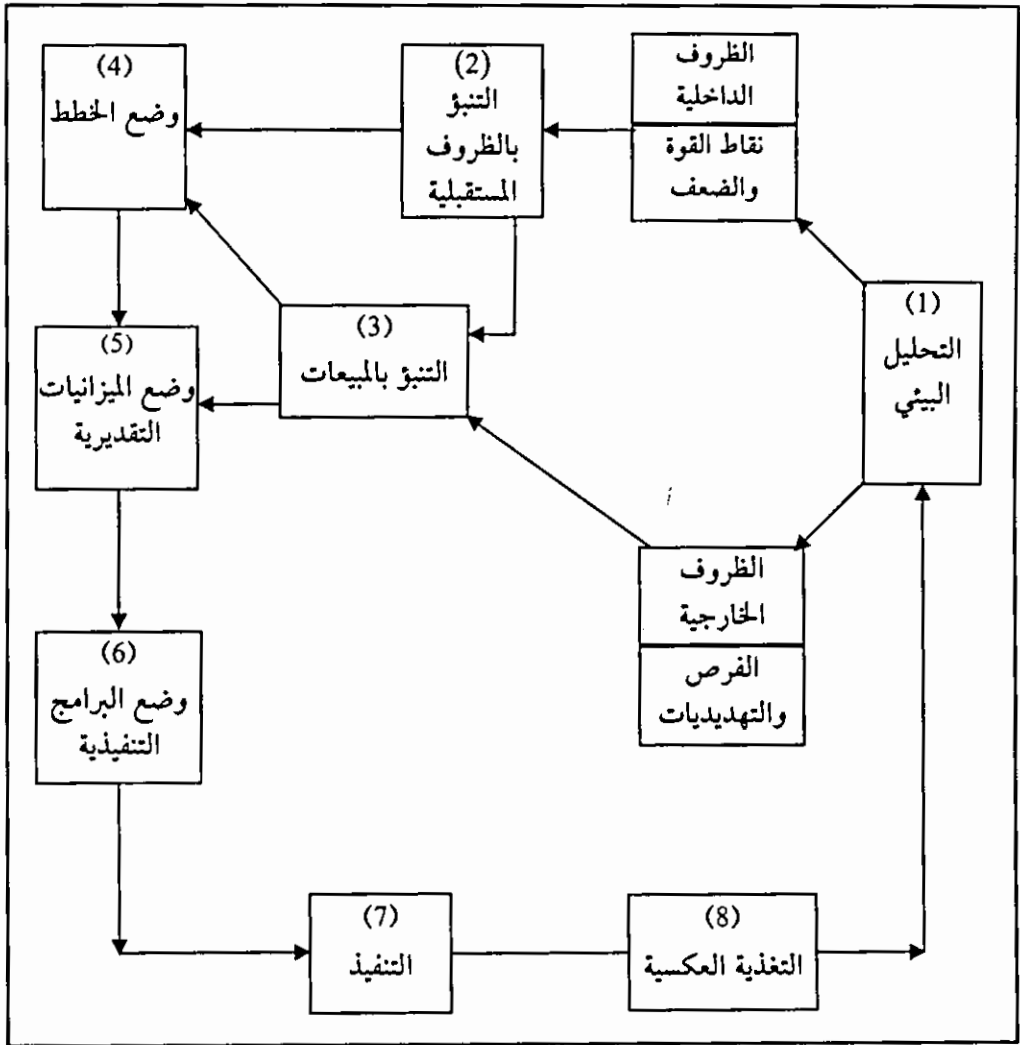 (1)
التحليل
البيئي
الظروف
الداخلية
نقاط القوة
والضعف
الظروف
الخارجية
الفرص
والتهديديات
(2)
التنبؤ
بالظروف
المستقبلية
(3)
التنبؤ بالمبيعات
(4)
وضع الخطط
(5)
وضع الميزانيات
التقديرية
(6)
وضع البرامج
التنفيذية
(7)
التنفيذ
(8)
التغذية العكسية